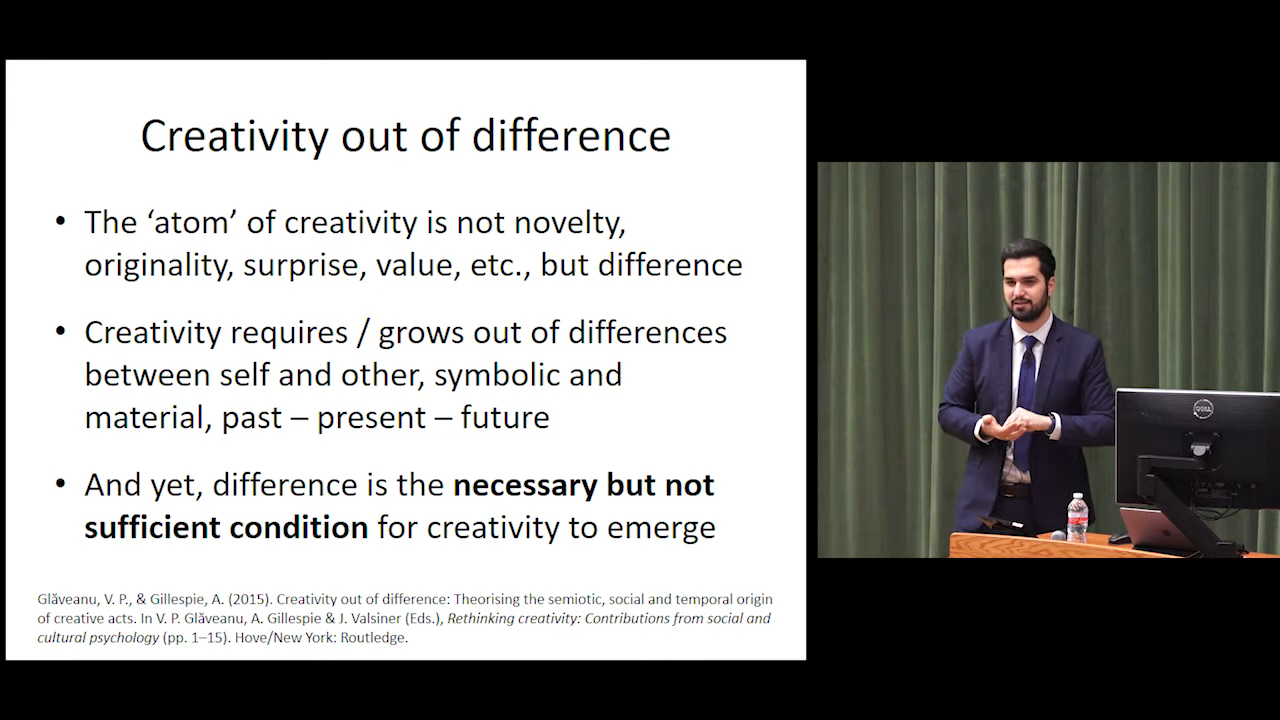 Creativity out of difference
• The ‘atom’ of creativity is not novelty,
originality, surprise, value, etc., but difference
• Creativity requires / grows out of differences
between self and other, symbolic and
material, past – present – future
• And yet, difference is the necessary but not
sufficient condition for creativity to emerge
Glăveanu, V. P., & Gillespie, A. (2015). Creativity out of difference: Theorising the semiotic, social and temporal origin
of creative acts. In V. P. Glăveanu, A. Gillespie & J. Valsiner (Eds.), Rethinking creativity: Contributions from social and
cultural psychology (pp. 1–15). Hove/New York: Routledge.
DELL